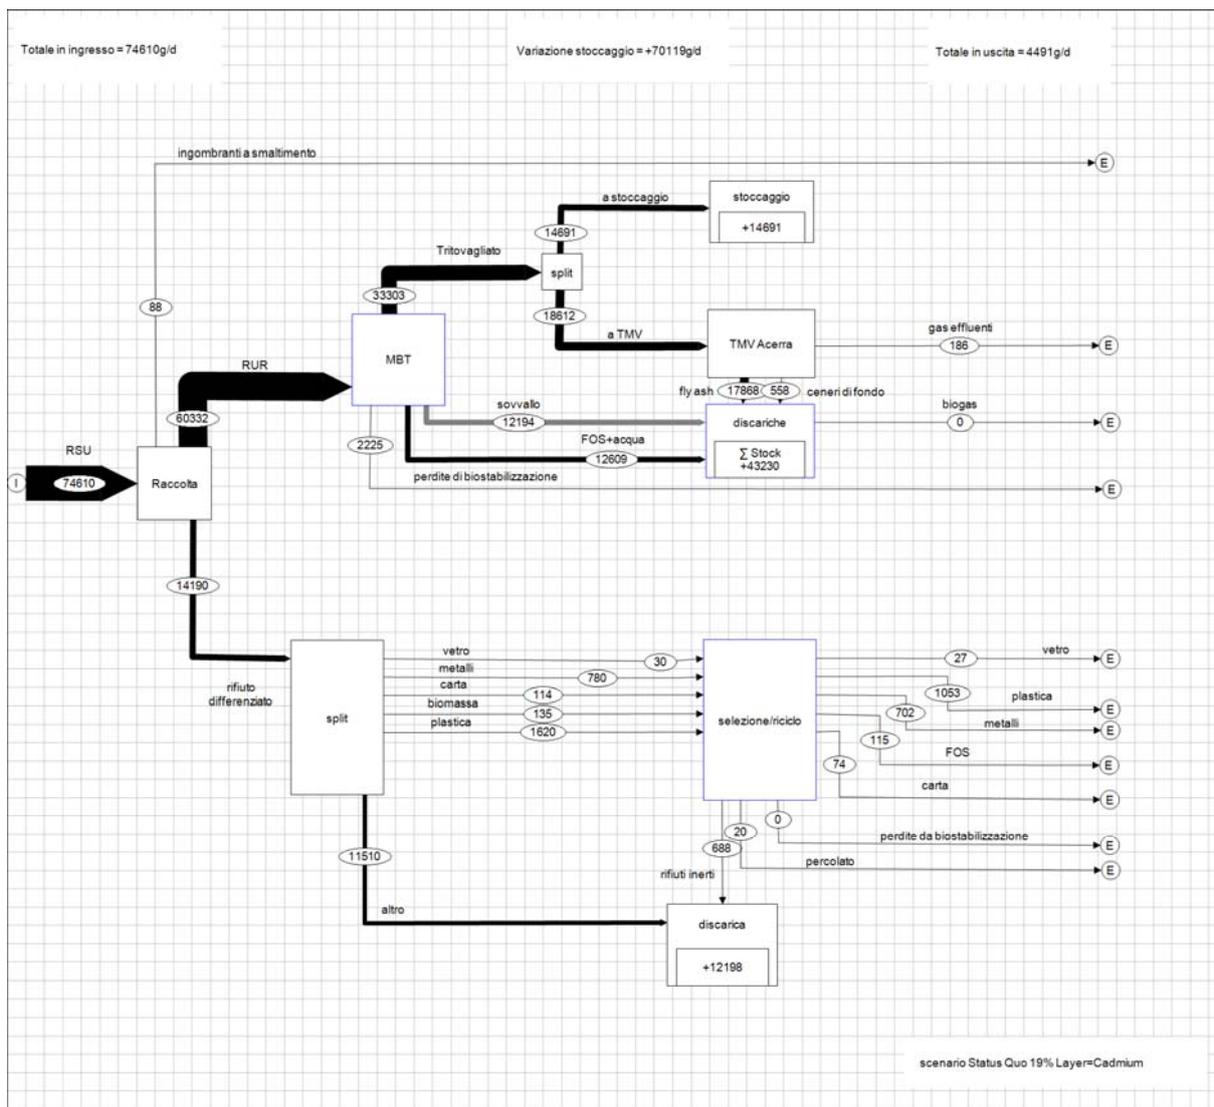 Totale in ingresso = 74610g/d
Variazione stoccaggio = +70119g/d
Totale in uscita = 4491g/d
ingombranti a smaltimento
E
a stoccaggio
stoccaggio
+14691
14691
Tritovagliato
split
33303
88
18612
a TMV
gas effluenti
TMV Acerra
186
E
MBT
RUR
fly ash
17868
558
ceneri di fondo
sovvallo
biogas
60332
12194
discariche
0
E
2225
FOS+acqua
12609
∑ Stock
+43230
RSU
perdite di biostabilizzazione
E
I
74610
Raccolta
14190
vetro
30
27
vetro
E
metalli
780
carta
114
1053
plastica
E
rifiuto
differenziato
biomassa
135
702
metalli
E
split
plastica
1620
selezione/riciclo
115
FOS
E
74
carta
E
0
20
perdite da biostabilizzazione
E
688
11510
percolato
E
rifiuti inerti
altro
discarica
+12198
scenario Status Quo 19% Layer=Cadmium